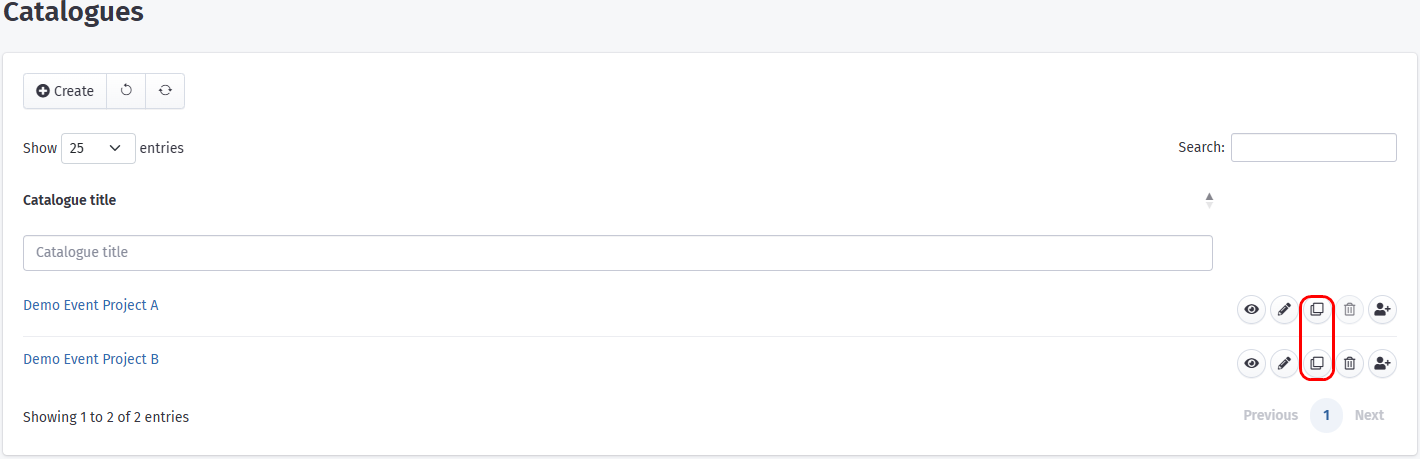 Catalogues
Create
Show 25 entries
Search:
Catalogue title
Catalogue title
Demo Event Project A
Demo Event Project B
Showing 1 to 2 of 2 entries
Previous 1 Next